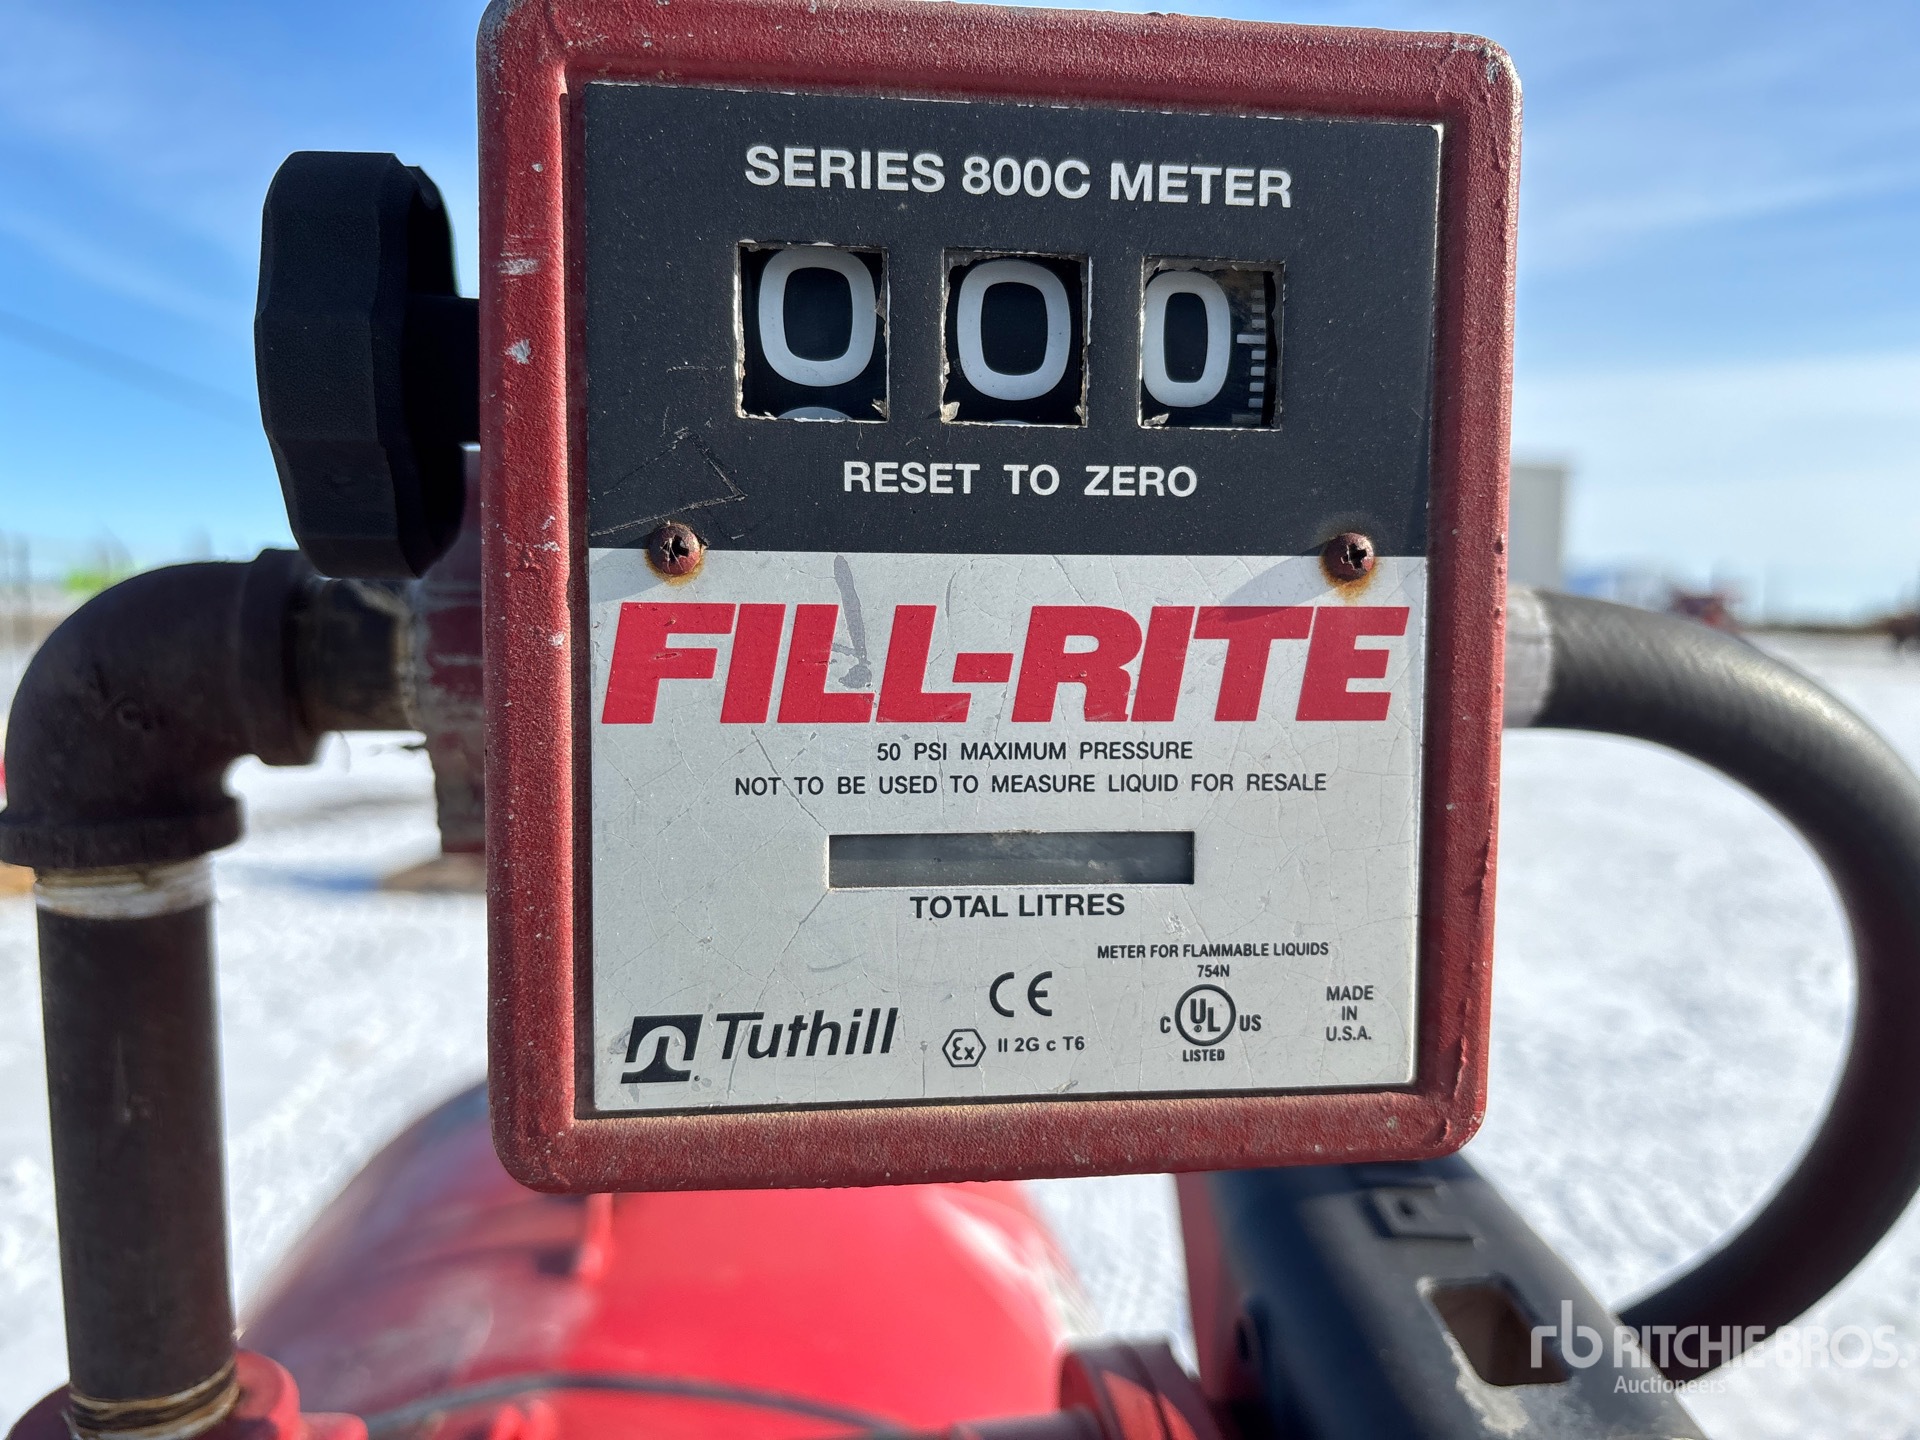 SERIES 800C METER
000
RESET TO ZERO
FILL-RITE
50 PSI MAXIMUM PRESSURE
NOT TO BE USED TO MEASURE LIQUID FOR RESALE
TOTAL LITRES
METER FOR FLAMMABLE LIQUIDS
754N
Tuthill
CE
Ex II 2G c T6
C UL US
LISTED
MADE
IN
U.S.A.
rb RITCHIE BROS.
Auctioneers